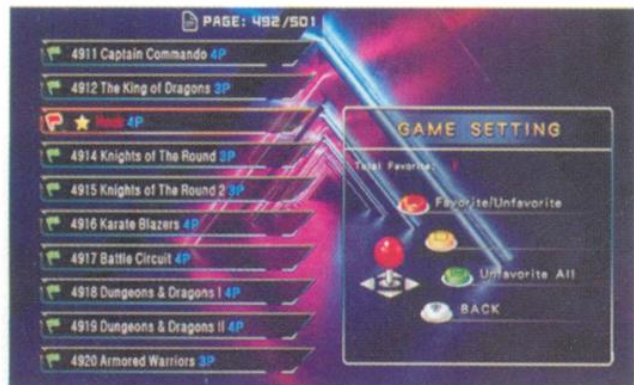 PAGE: 492/501
4911 Captain Commando 4P
4912 The King of Dragons 3P
Hook 4P
4914 Knights of The Round 3P
4915 Knights of The Round 2 3P
4916 Karate Blazers 4P
4917 Battle Circuit 4P
4918 Dungeons & Dragons I 4P
4919 Dungeons & Dragons II 4P
4920 Armored Warriors 3P
GAME SETTING
Total Favorite:
Favorite/Unfavorite
Unfavorite All
BACK